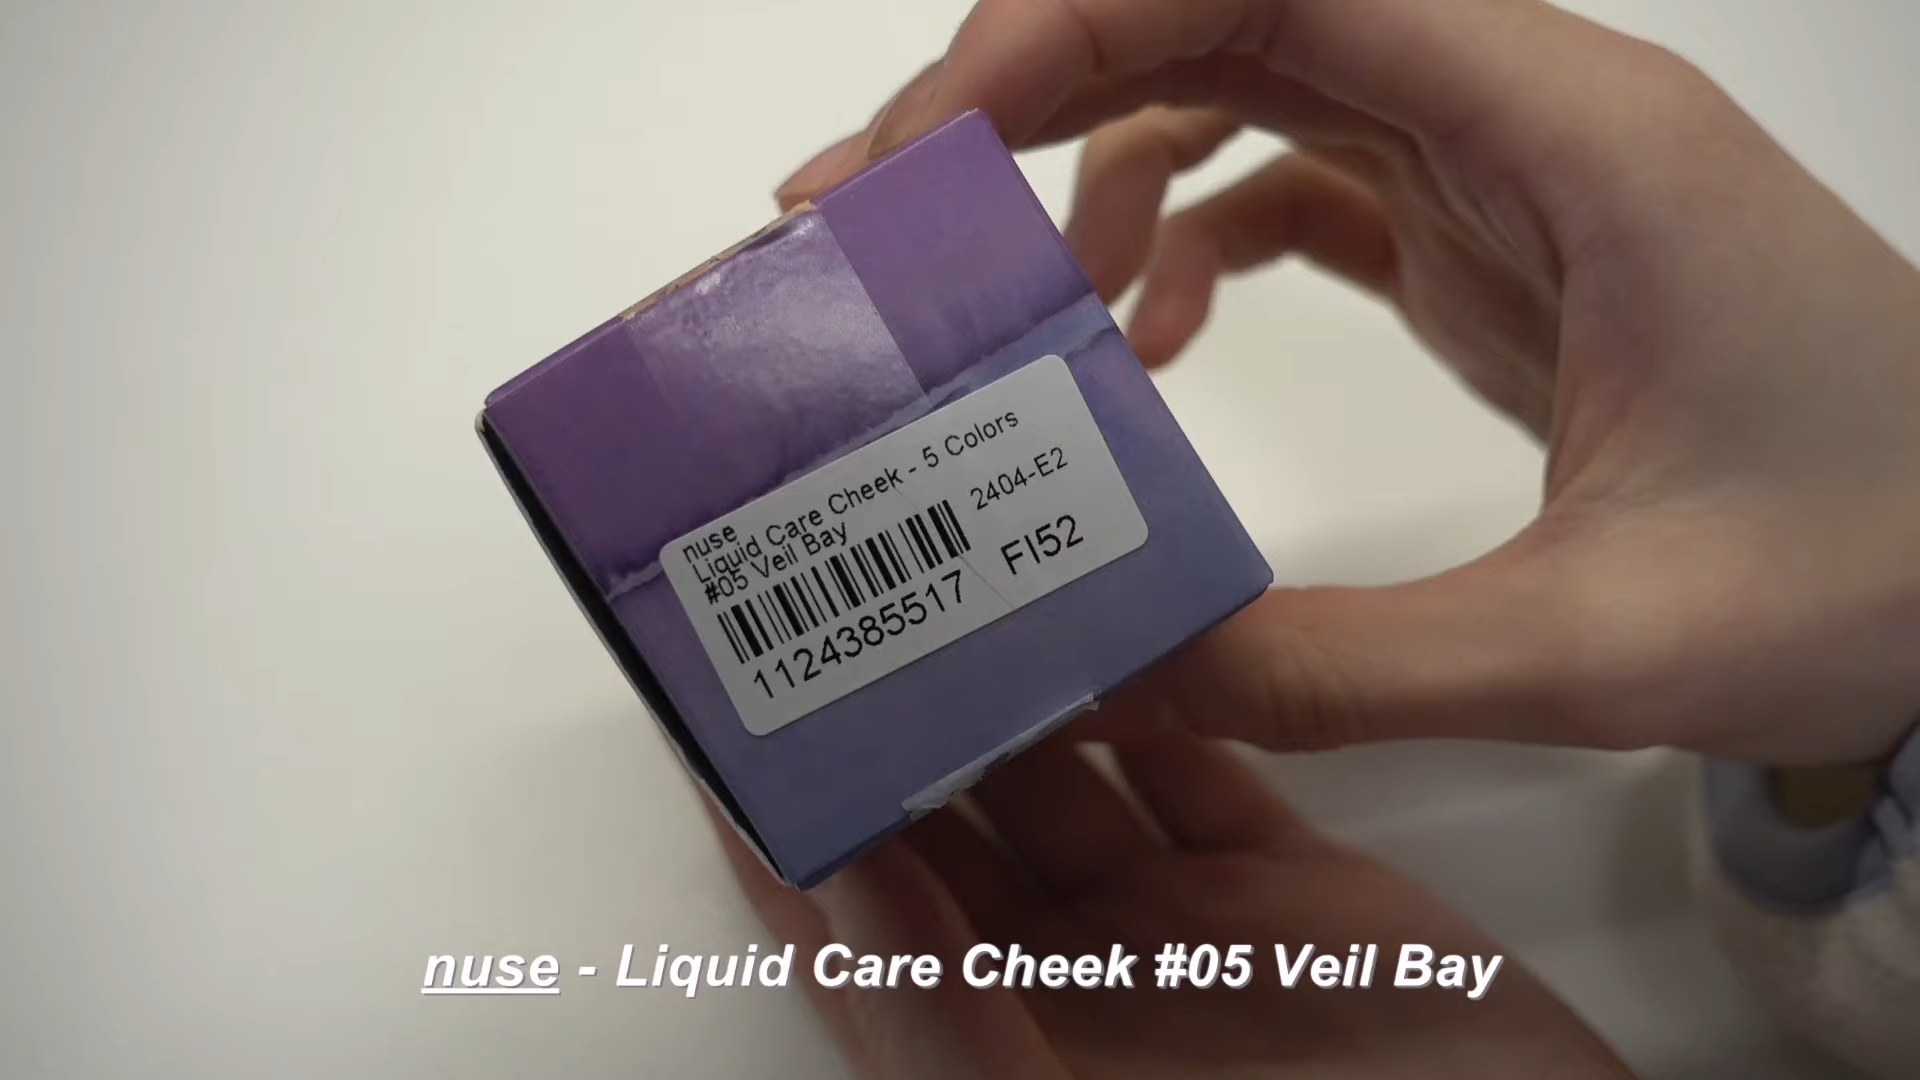 nuse
Liquid Care Cheek - 5 Colors
#05 Veil Bay
2404-E2
FI52
1124385517
nuse - Liquid Care Cheek #05 Veil Bay